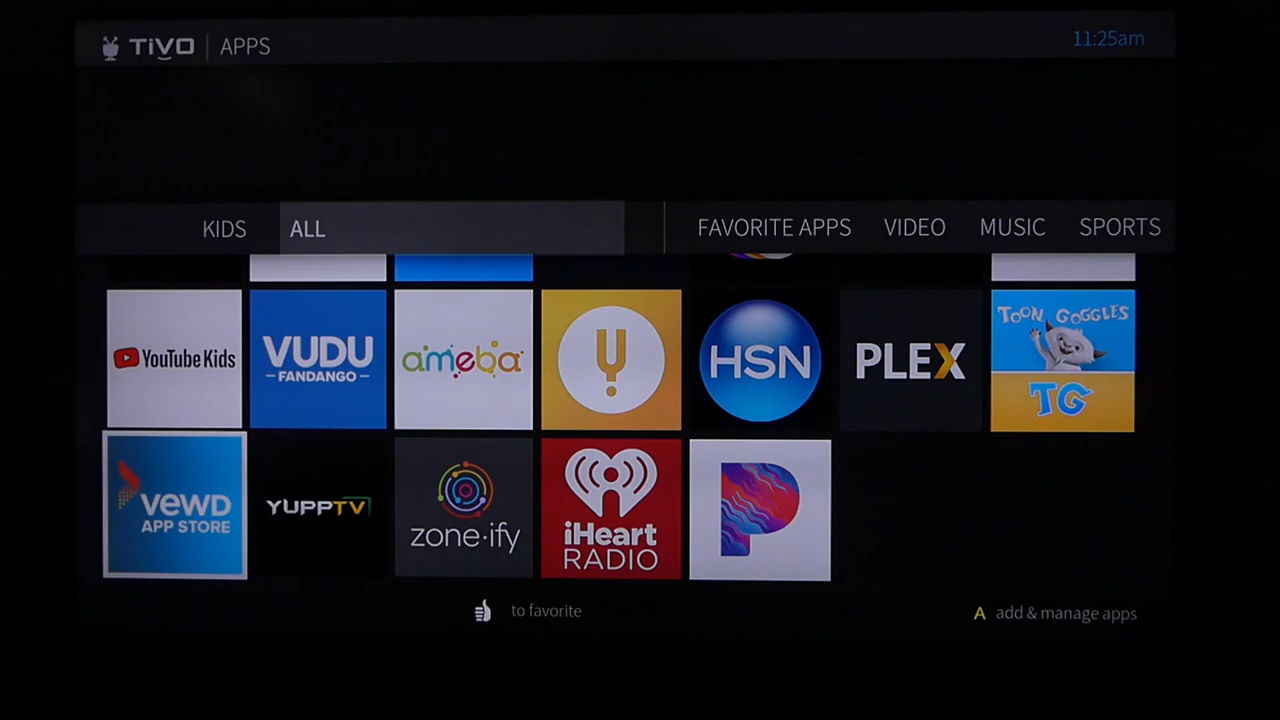 TiVo APPS
11:25am
KIDS
ALL
FAVORITE APPS VIDEO MUSIC SPORTS
YouTube Kids
VUDU
FANDANGO
ameba
Y!
HSN
PLEX
TOON GOGGLES
TG
VEWD
APP STORE
YUPPTV
zone·ify
iHeart
RADIO
P
to favorite
A add & manage apps